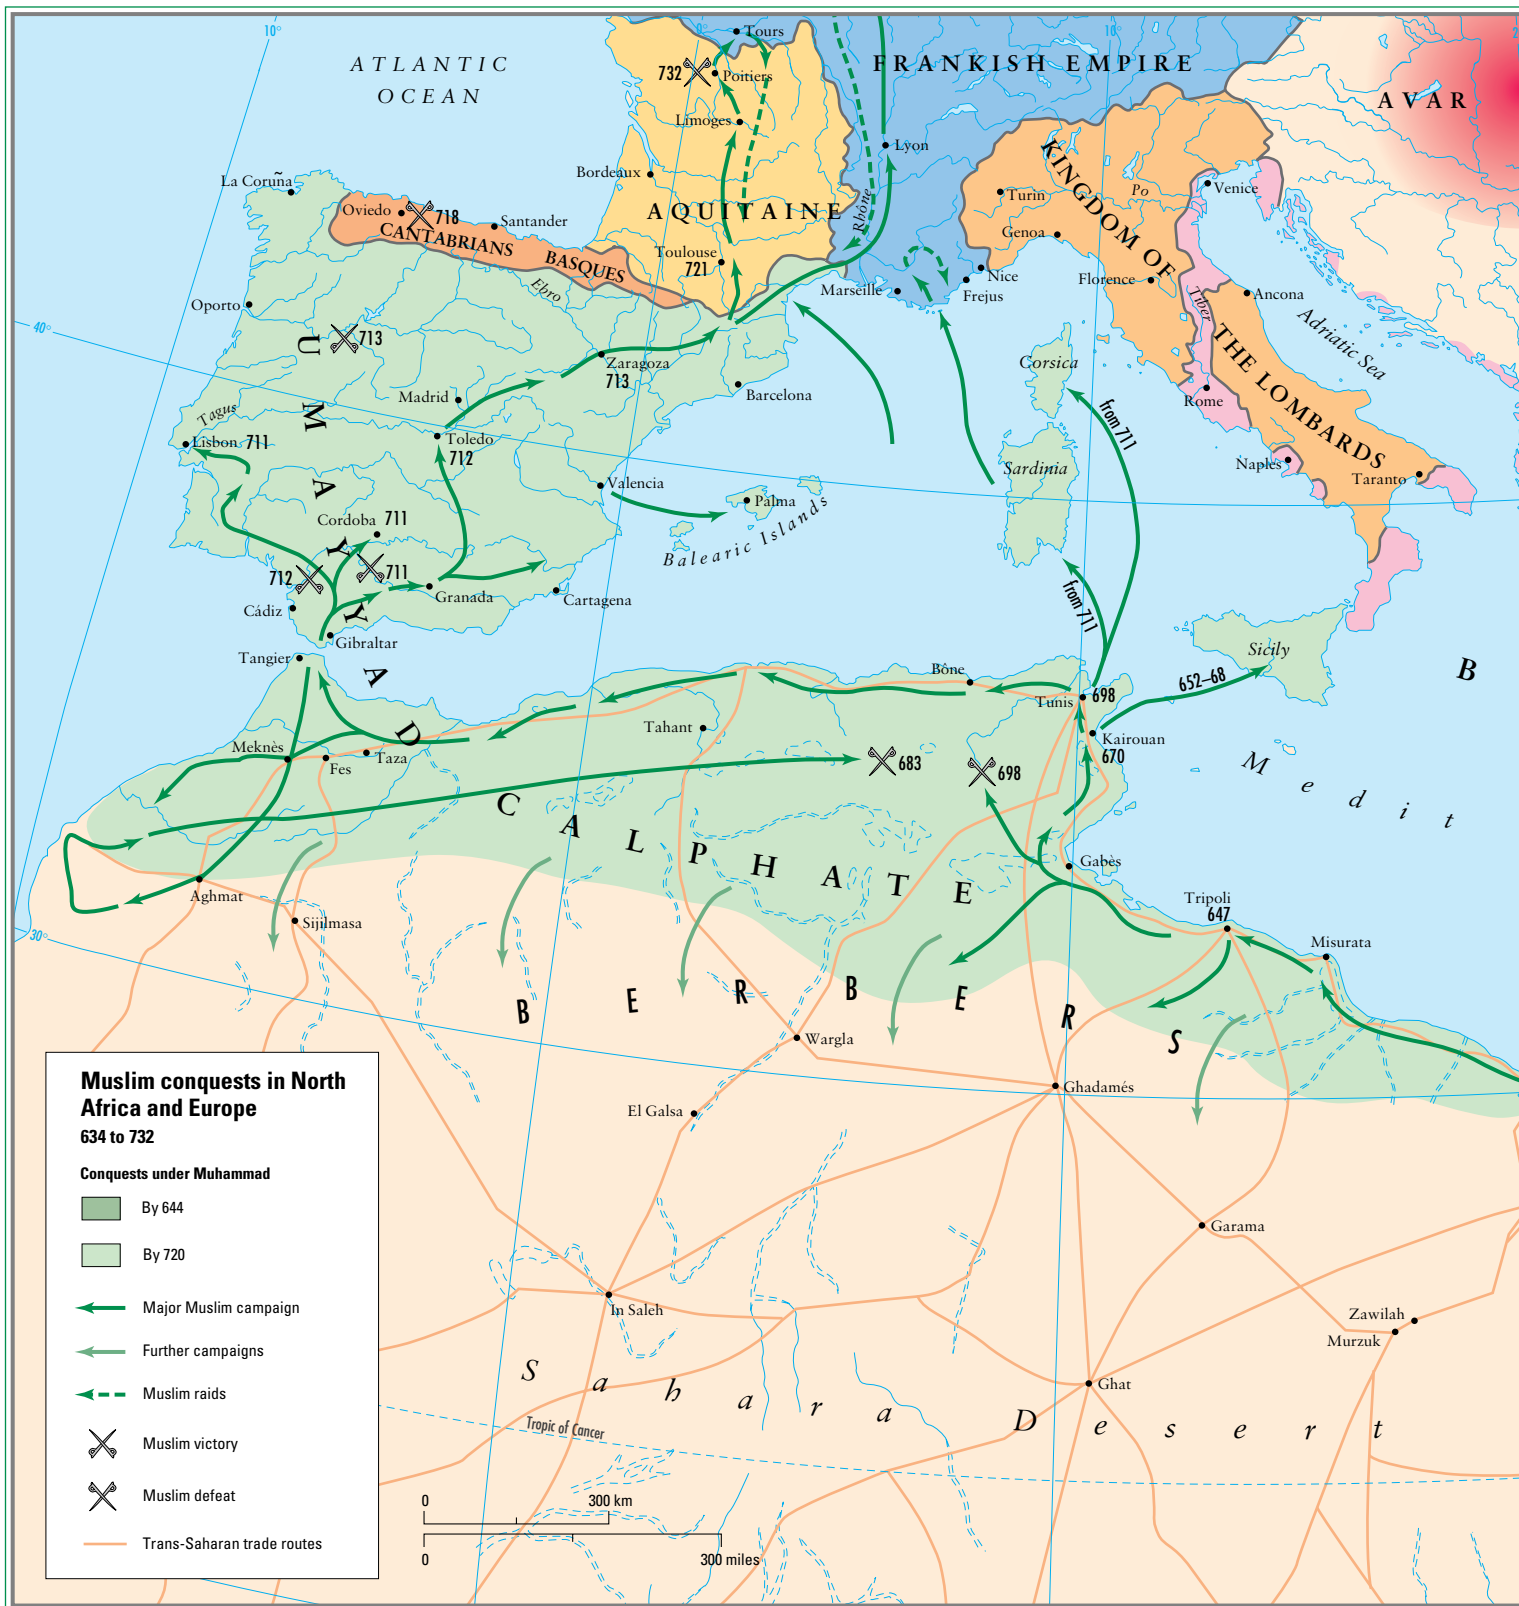 10°
0°
10°
2
ATLANTIC
OCEAN
Tours
732
Poitiers
FRANKISH EMPIRE
AVAR
Limoges
Lyon
Bordeaux
La Coruña
Oviedo
718
Santander
CANTABRIANS
BASQUES
AQUITAINE
Rhône
Toulouse
721
KINGDOM OF
THE LOMBARDS
Po
Venice
Turin
Genoa
Nice
Frejus
Marseille
Florence
Ancona
Tiber
Adriatic Sea
Ebro
Oporto
40°
713
Zaragoza
713
Madrid
Barcelona
Corsica
Rome
from 711
Tagus
Lisbon 711
Toledo
712
Sardinia
Naples
Taranto
Valencia
Palma
Balearic Islands
Cordoba 711
712
711
Granada
Cartagena
Cádiz
Gibraltar
Tangier
from 711
Sicily
652–68
B
UMAYYAD
CALPHATE
Bône
Tunis 698
Kairouan
670
Tahant
Meknès
Fes
Taza
683
698
Medit
Gabès
Tripoli
647
Misurata
Aghmat
Sijilmasa
30°
BERBERS
Wargla
Ghadamés
El Galsa
Garama
In Saleh
Zawilah
Murzuk
Ghat
Sahara Desert
Tropic of Cancer
Muslim conquests in North
Africa and Europe
634 to 732
Conquests under Muhammad
By 644
By 720
Major Muslim campaign
Further campaigns
Muslim raids
Muslim victory
Muslim defeat
Trans-Saharan trade routes
0 300 km
0 300 miles